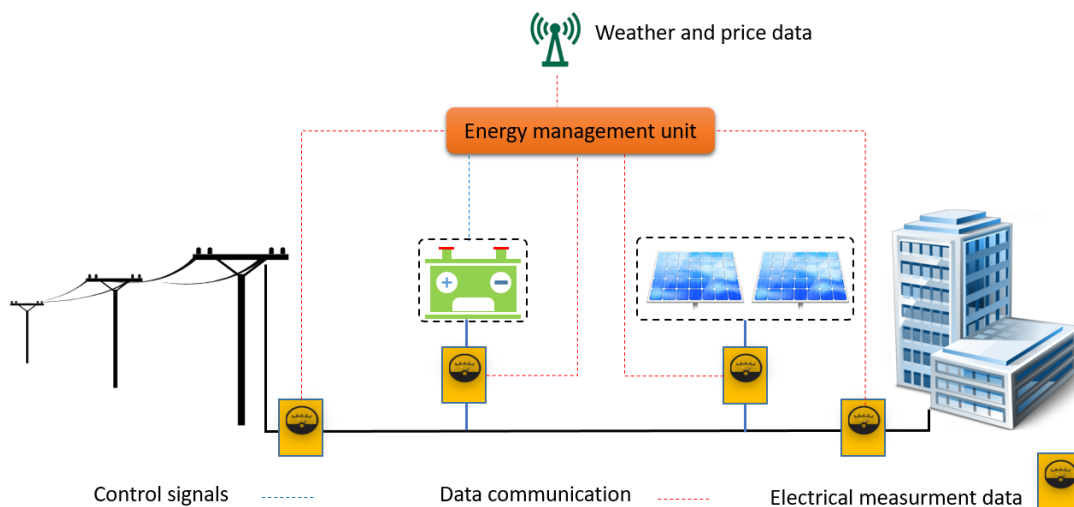 Weather and price data
Energy management unit
Control signals
Data communication
Electrical measurment data